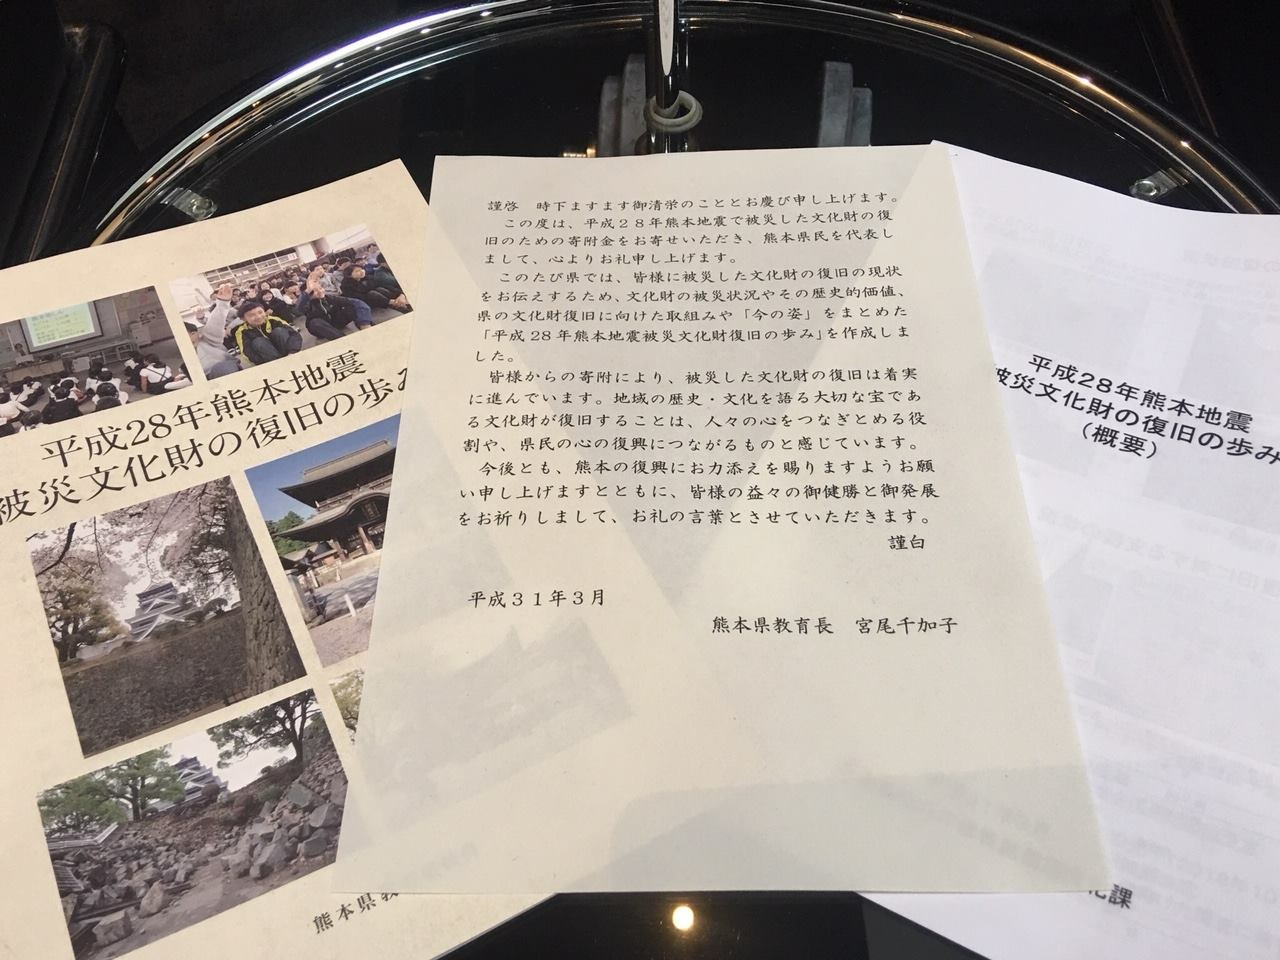 平成28年熊本地震
被災文化財の復旧の歩み
熊本県教
謹啓　時下ますます御清栄のこととお慶び申し上げます。
この度は、平成２８年熊本地震で被災した文化財の復
旧のための寄附金をお寄せいただき、熊本県民を代表し
まして、心よりお礼申し上げます。
このたび県では、皆様に被災した文化財の復旧の現状
をお伝えするため、文化財の被災状況やその歴史的価値、
県の文化財復旧に向けた取組みや「今の姿」をまとめた
「平成 28 年熊本地震被災文化財復旧の歩み」を作成しま
した。
皆様からの寄附により、被災した文化財の復旧は着実
に進んでいます。地域の歴史・文化を語る大切な宝であ
る文化財が復旧することは、人々の心をつなぎとめる役
割や、県民の心の復興につながるものと感じています。
今後とも、熊本の復興にお力添えを賜りますようお願
い申し上げますとともに、皆様の益々の御健勝と御発展
をお祈りしまして、お礼の言葉とさせていただきます。
謹白
平成３１年３月
熊本県教育長　宮尾千加子
平成28年熊本地震
被災文化財の復旧の歩み
（概要）
化課